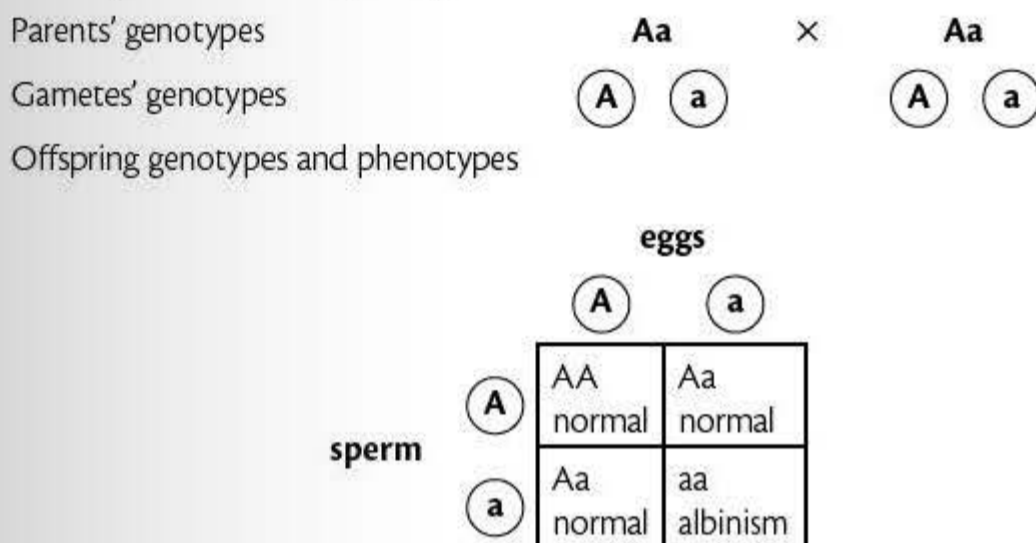 Parents' genotypes Aa × Aa
Gametes' genotypes A a A a
Offspring genotypes and phenotypes
eggs
A a
A AA Aa
normal normal
sperm
a Aa aa
normal albinism